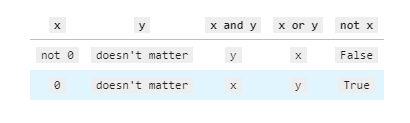 x y x and y x or y not x
not 0 doesn't matter y x False
0 doesn't matter x y True